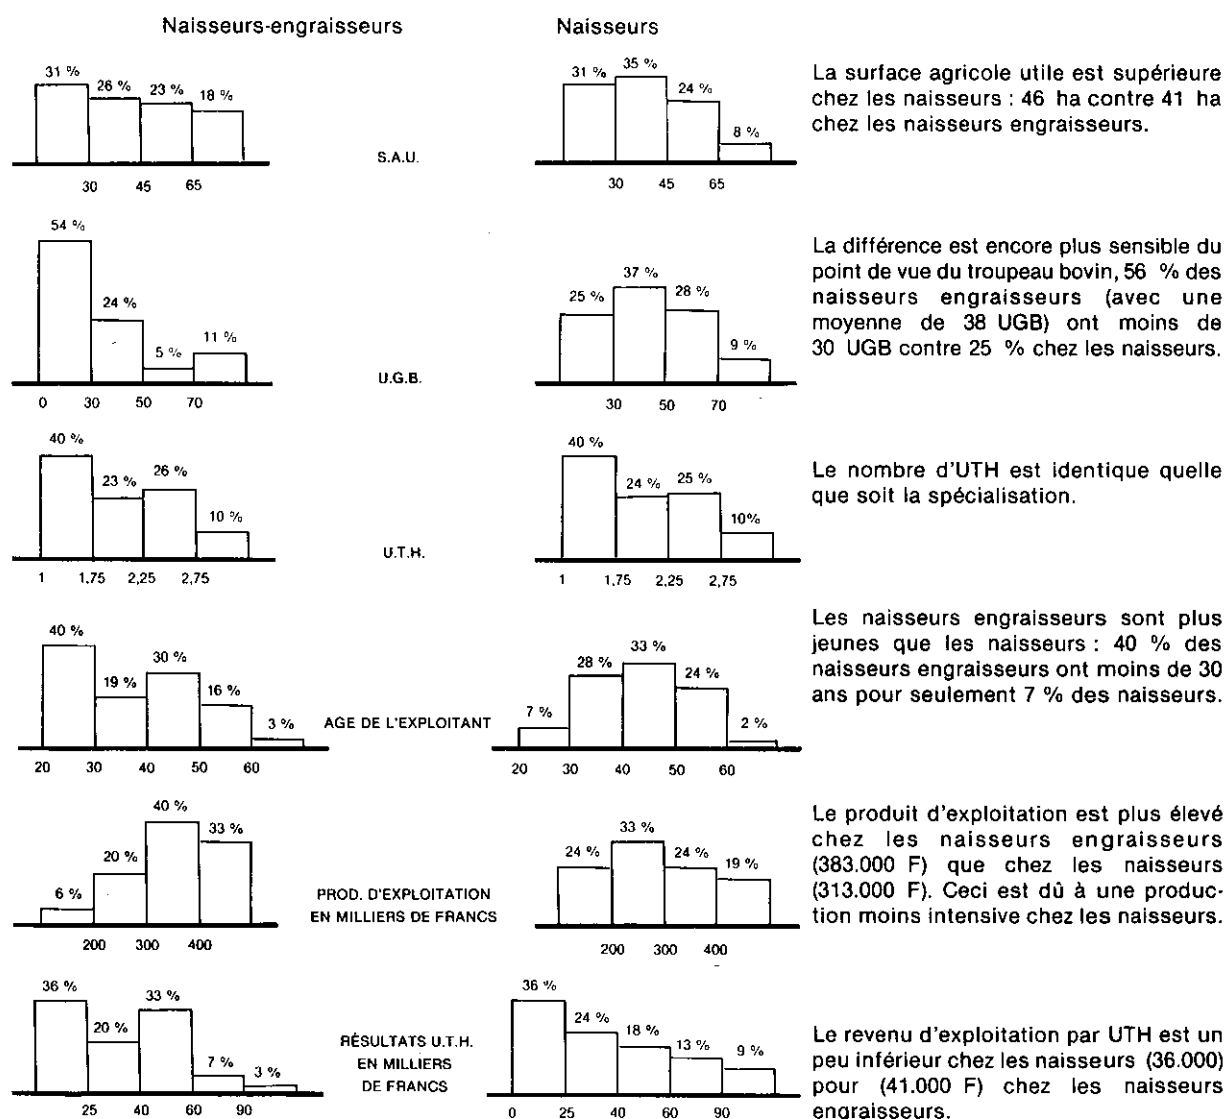 Naisseurs-engraisseurs
Naisseurs
31 %
26 %
23 %
18 %
30
45
65
S.A.U.
31 %
35 %
24 %
8 %
30
45
65
La surface agricole utile est supérieure
chez les naisseurs : 46 ha contre 41 ha
chez les naisseurs engraisseurs.
54 %
24 %
5 %
11 %
0
30
50
70
U.G.B.
25 %
37 %
28 %
9 %
30
50
70
La différence est encore plus sensible du
point de vue du troupeau bovin, 56 % des
naisseurs engraisseurs (avec une
moyenne de 38 UGB) ont moins de
30 UGB contre 25 % chez les naisseurs.
40 %
23 %
26 %
10 %
1
1,75
2,25
2,75
U.T.H.
40 %
24 %
25 %
10%
1
1,75
2,25
2,75
Le nombre d'UTH est identique quelle
que soit la spécialisation.
40 %
19 %
30 %
16 %
3 %
20
30
40
50
60
AGE DE L'EXPLOITANT
7 %
28 %
33 %
24 %
2 %
20
30
40
50
60
Les naisseurs engraisseurs sont plus
jeunes que les naisseurs : 40 % des
naisseurs engraisseurs ont moins de 30
ans pour seulement 7 % des naisseurs.
6 %
20 %
40 %
33 %
200
300
400
PROD. D'EXPLOITATION
EN MILLIERS DE FRANCS
24 %
33 %
24 %
19 %
200
300
400
Le produit d'exploitation est plus élevé
chez les naisseurs engraisseurs
(383.000 F) que chez les naisseurs
(313.000 F). Ceci est dû à une produc-
tion moins intensive chez les naisseurs.
36 %
20 %
33 %
7 %
3 %
25
40
60
90
RÉSULTATS U.T.H.
EN MILLIERS
DE FRANCS
36 %
24 %
18 %
13 %
9 %
0
25
40
60
90
Le revenu d'exploitation par UTH est un
peu inférieur chez les naisseurs (36.000)
pour (41.000 F) chez les naisseurs
engraisseurs.